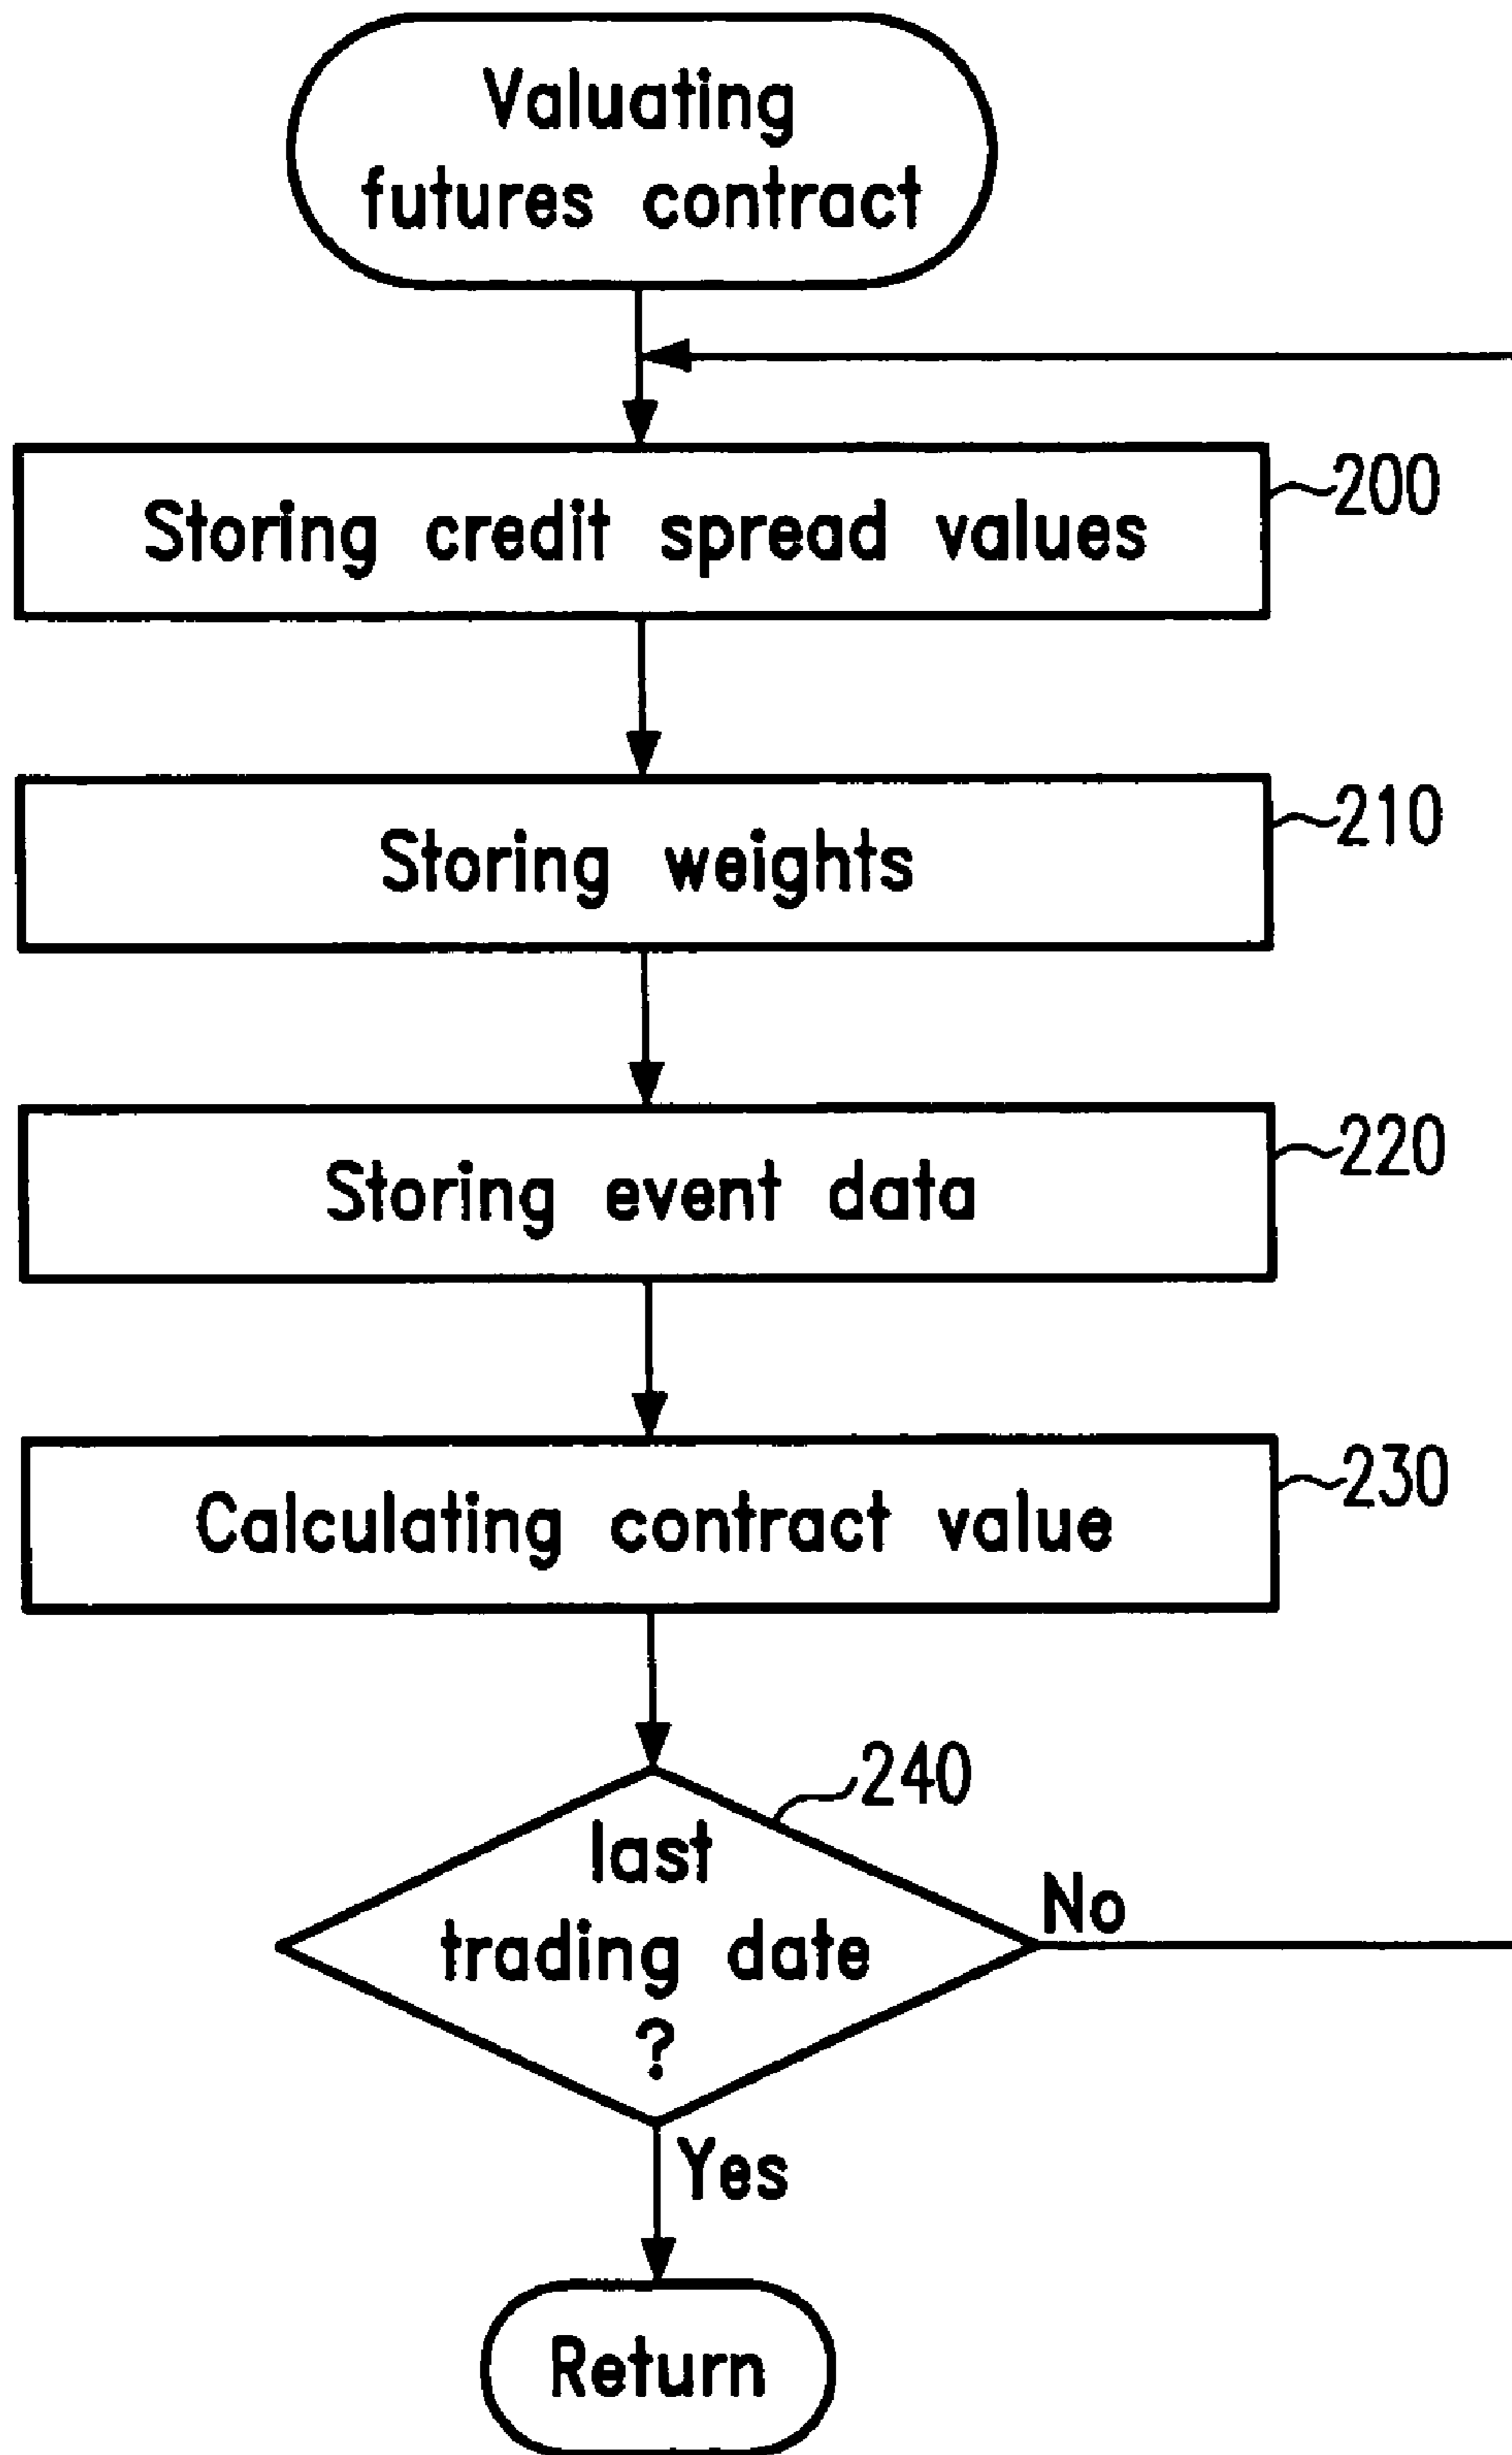 Valuating
futures contract
Storing credit spread values
200
Storing weights
210
Storing event data
220
Calculating contract value
230
240
last
trading date
?
No
Yes
Return